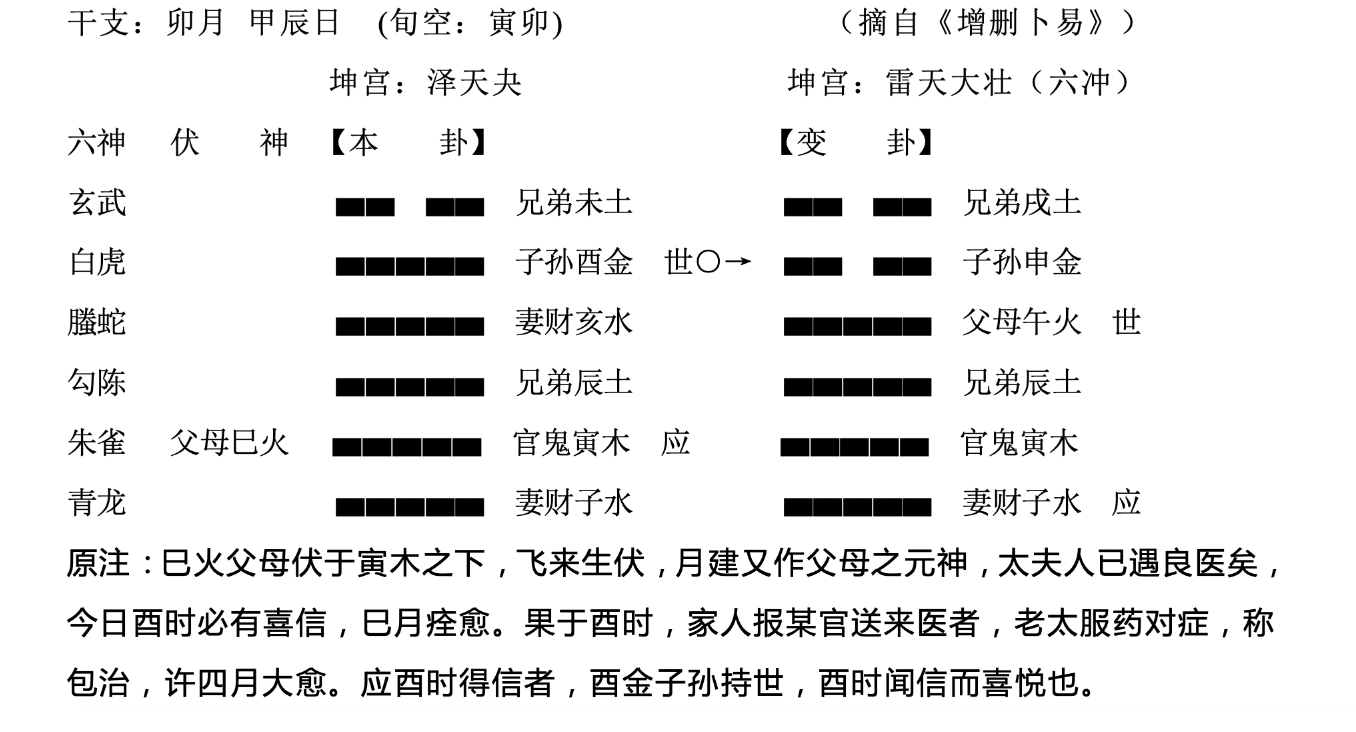 干支：卯月 甲辰日 (旬空：寅卯) （摘自《增删卜易》）
坤宫：泽天夬 坤宫：雷天大壮（六冲）
六神 伏 神 【本 卦】 【变 卦】
玄武 兄弟未土 兄弟戌土
白虎 子孙酉金 世○→ 子孙申金
螣蛇 妻财亥水 父母午火 世
勾陈 兄弟辰土 兄弟辰土
朱雀 父母巳火 官鬼寅木 应 官鬼寅木
青龙 妻财子水 妻财子水 应
原注：巳火父母伏于寅木之下，飞来生伏，月建又作父母之元神，太夫人已遇良医矣，
今日酉时必有喜信，巳月痊愈。果于酉时，家人报某官送来医者，老太服药对症，称
包治，许四月大愈。应酉时得信者，酉金子孙持世，酉时闻信而喜悦也。